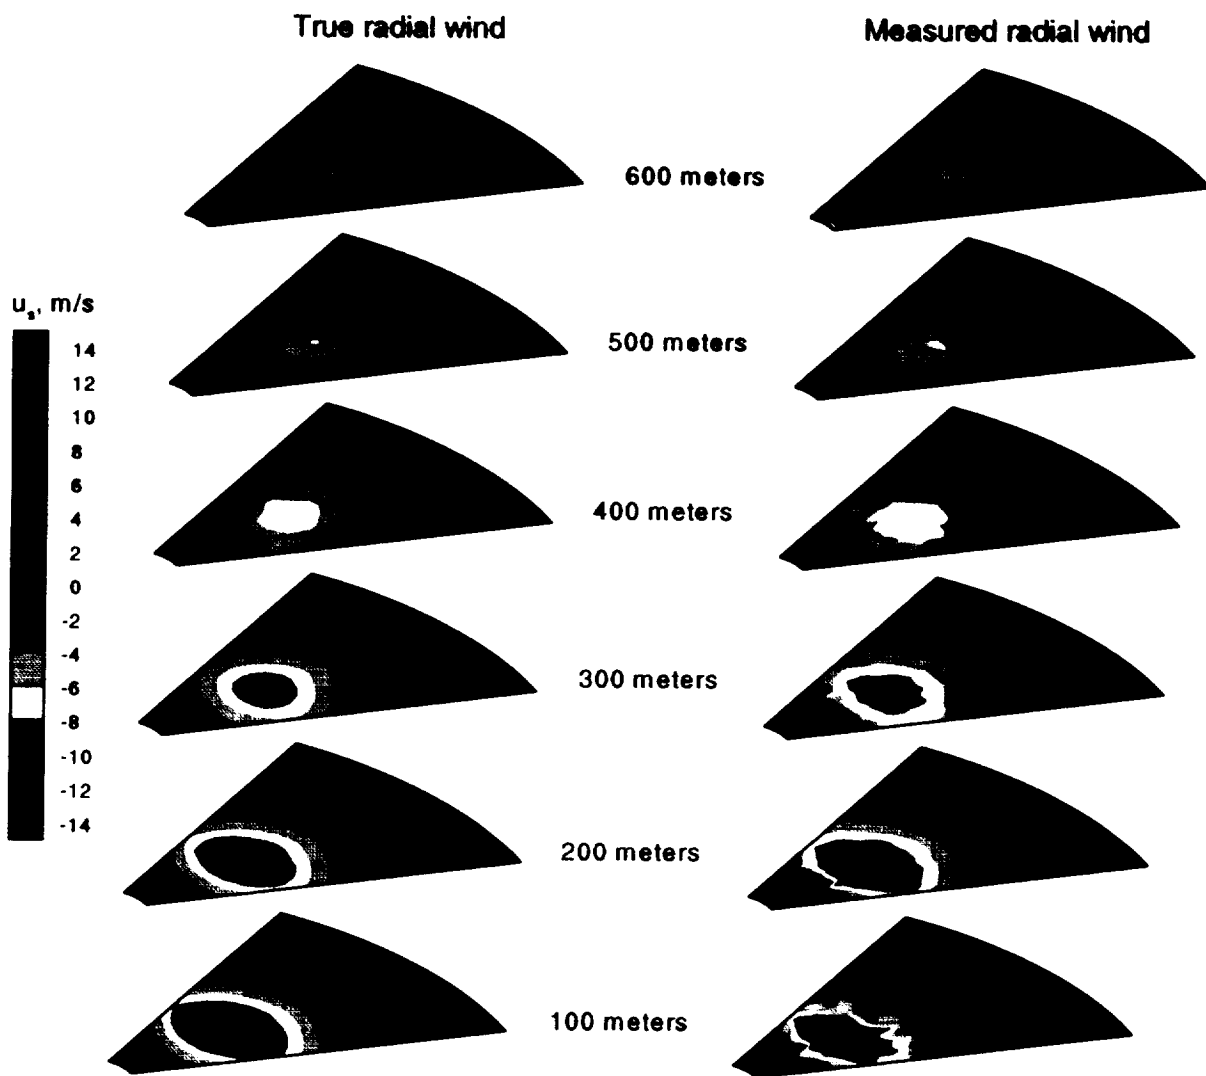 True radial wind
Measured radial wind
600 meters
500 meters
400 meters
300 meters
200 meters
100 meters
u_s, m/s
14
12
10
8
6
4
2
0
-2
-4
-6
-8
-10
-12
-14